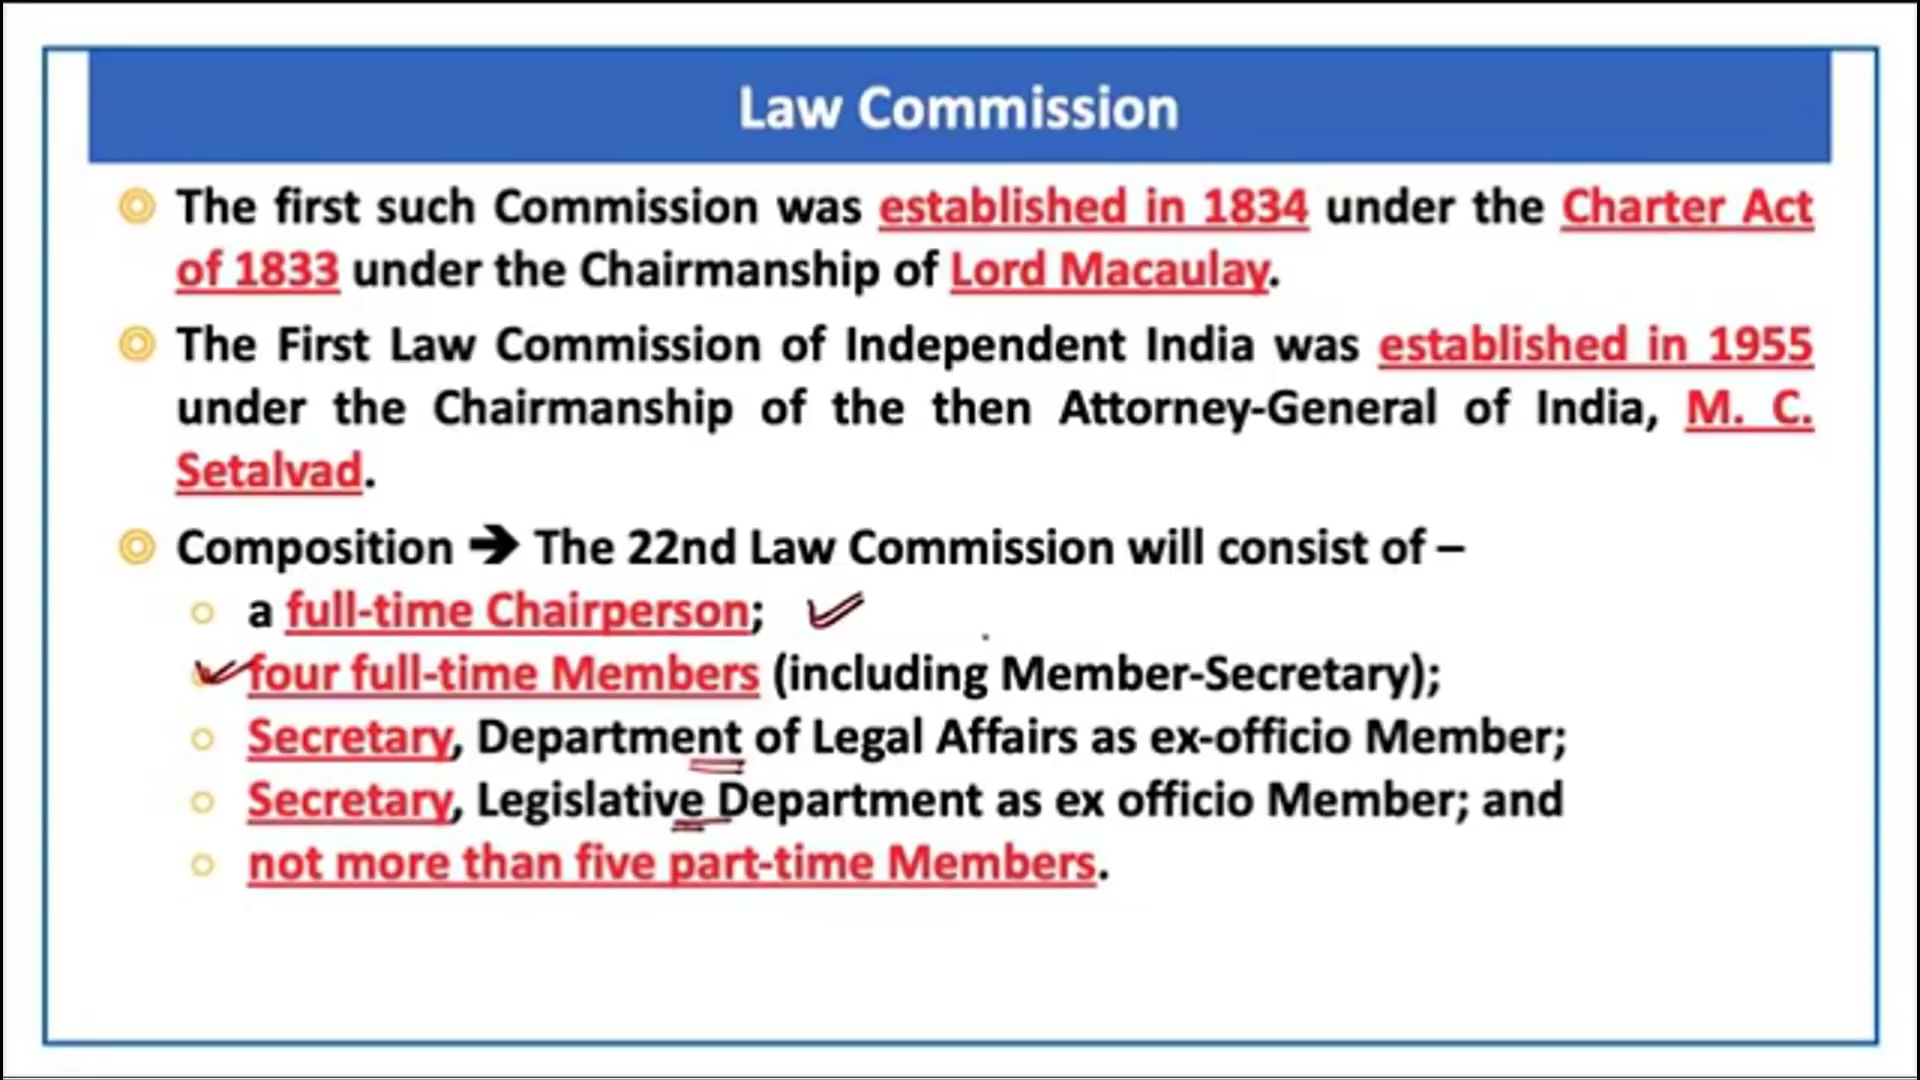 Law Commission
The first such Commission was established in 1834 under the Charter Act
of 1833 under the Chairmanship of Lord Macaulay.
The First Law Commission of Independent India was established in 1955
under the Chairmanship of the then Attorney-General of India, M. C.
Setalvad.
Composition ➔ The 22nd Law Commission will consist of –
a full-time Chairperson;
four full-time Members (including Member-Secretary);
Secretary, Department of Legal Affairs as ex-officio Member;
Secretary, Legislative Department as ex officio Member; and
not more than five part-time Members.